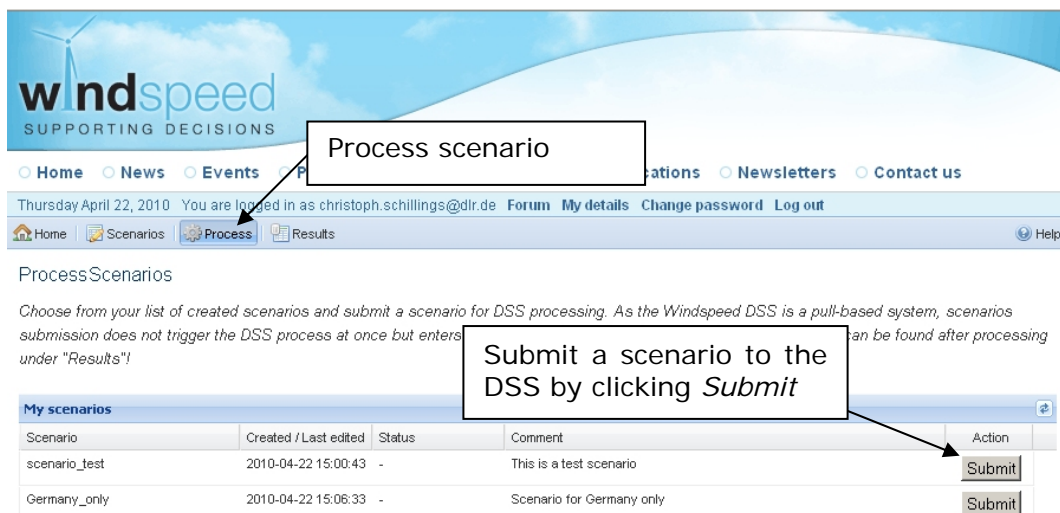 w ndspeed
SUPPORTING DECISIONS
Process scenario
Home News Events P cations Newsletters Contact us
Thursday April 22, 2010 You are logged in as christoph.schillings@dlr.de Forum My details Change password Log out
Home Scenarios Process Results Help
ProcessScenarios
Choose from your list of created scenarios and submit a scenario for DSS processing. As the Windspeed DSS is a pull-based system, scenarios
submission does not trigger the DSS process at once but enters can be found after processing
under "Results"!
Submit a scenario to the
DSS by clicking Submit
My scenarios
Scenario Created / Last edited Status Comment Action
scenario_test 2010-04-22 15:00:43 - This is a test scenario Submit
Germany_only 2010-04-22 15:06:33 - Scenario for Germany only Submit